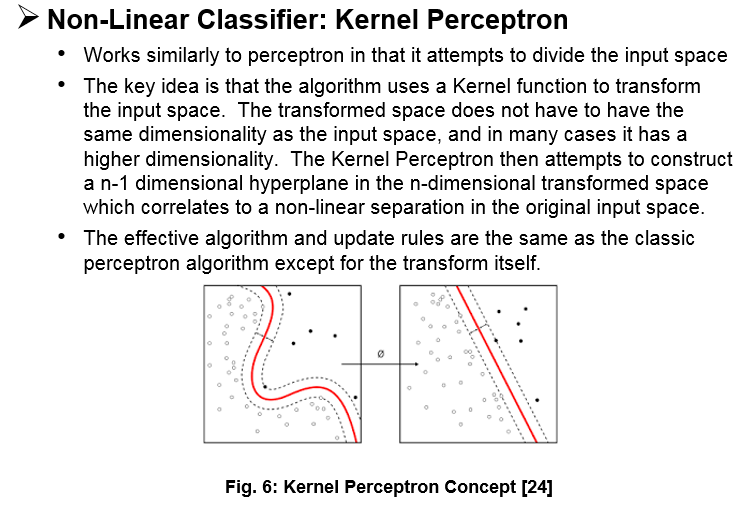 ➢ Non-Linear Classifier: Kernel Perceptron
• Works similarly to perceptron in that it attempts to divide the input space
• The key idea is that the algorithm uses a Kernel function to transform
the input space.  The transformed space does not have to have the
same dimensionality as the input space, and in many cases it has a
higher dimensionality.  The Kernel Perceptron then attempts to construct
a n-1 dimensional hyperplane in the n-dimensional transformed space
which correlates to a non-linear separation in the original input space.
• The effective algorithm and update rules are the same as the classic
perceptron algorithm except for the transform itself.
Ø
Fig. 6: Kernel Perceptron Concept [24]